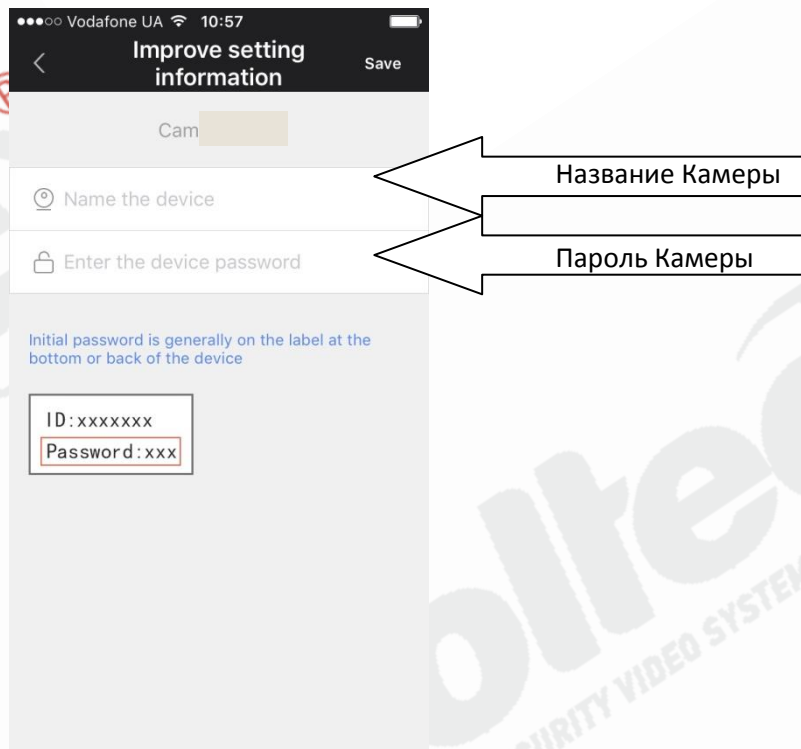 Vodafone UA 10:57
Improve setting
information
Save
Cam
Name the device
Название Камеры
Enter the device password
Пароль Камеры
Initial password is generally on the label at the
bottom or back of the device
ID:xxxxxxx
Password:xxx
VIDEO